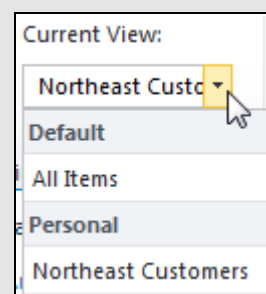 Current View:
Northeast Custo
Default
All Items
Personal
Northeast Customers